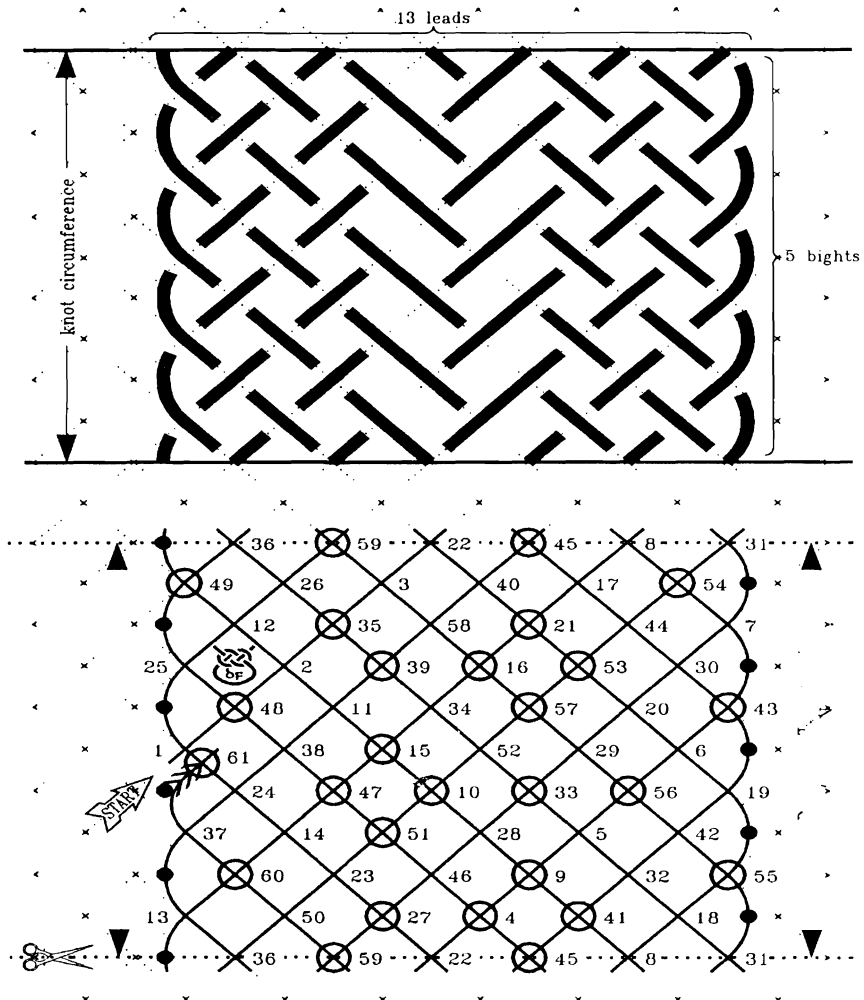 13 leads
knot circumference
5 bights
36 59 22 45 8 31
49 26 3 40 17 54
12 35 58 21 44 7
25 2 39 16 53 30
48 11 34 57 20 43
1 61 38 15 52 29 6
START
24 47 10 33 56 19
37 14 51 28 5 42
60 23 46 9 32 55
13 50 27 4 41 18
36 59 22 45 8 31